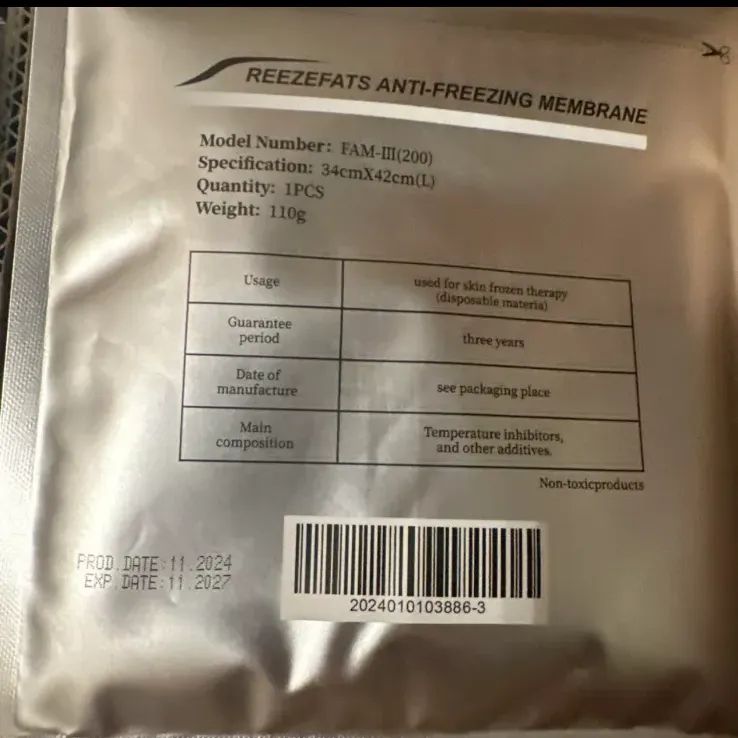 REEZEFATS ANTI-FREEZING MEMBRANE
Model Number: FAM-III(200)
Specification: 34cmX42cm(L)
Quantity: 1PCS
Weight: 110g
Usage
used for skin frozen therapy
(disposable materia)
Guarantee
period
three years
Date of
manufacture
see packaging place
Main
composition
Temperature inhibitors,
and other additives.
Non-toxicproducts
PROD.DATE:11.2024
EXP.DATE:11.2027
2024010103886-3